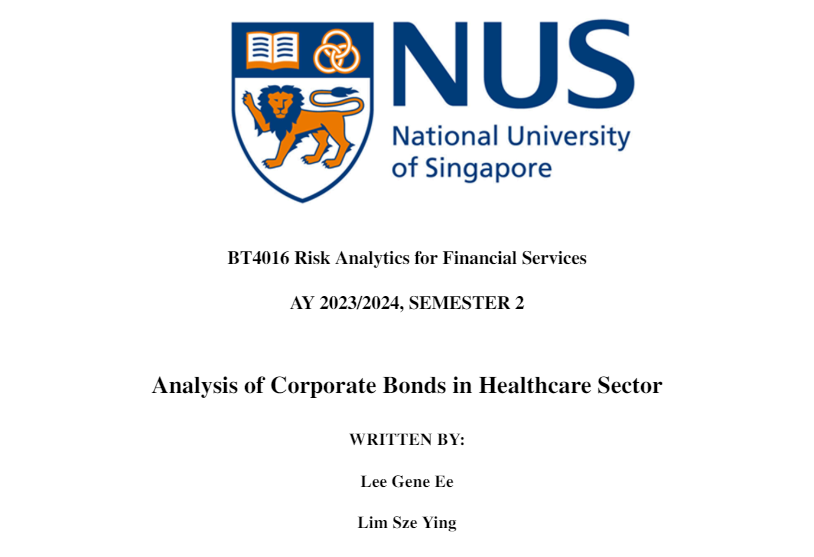 NUS
National University
of Singapore
BT4016 Risk Analytics for Financial Services
AY 2023/2024, SEMESTER 2
Analysis of Corporate Bonds in Healthcare Sector
WRITTEN BY:
Lee Gene Ee
Lim Sze Ying